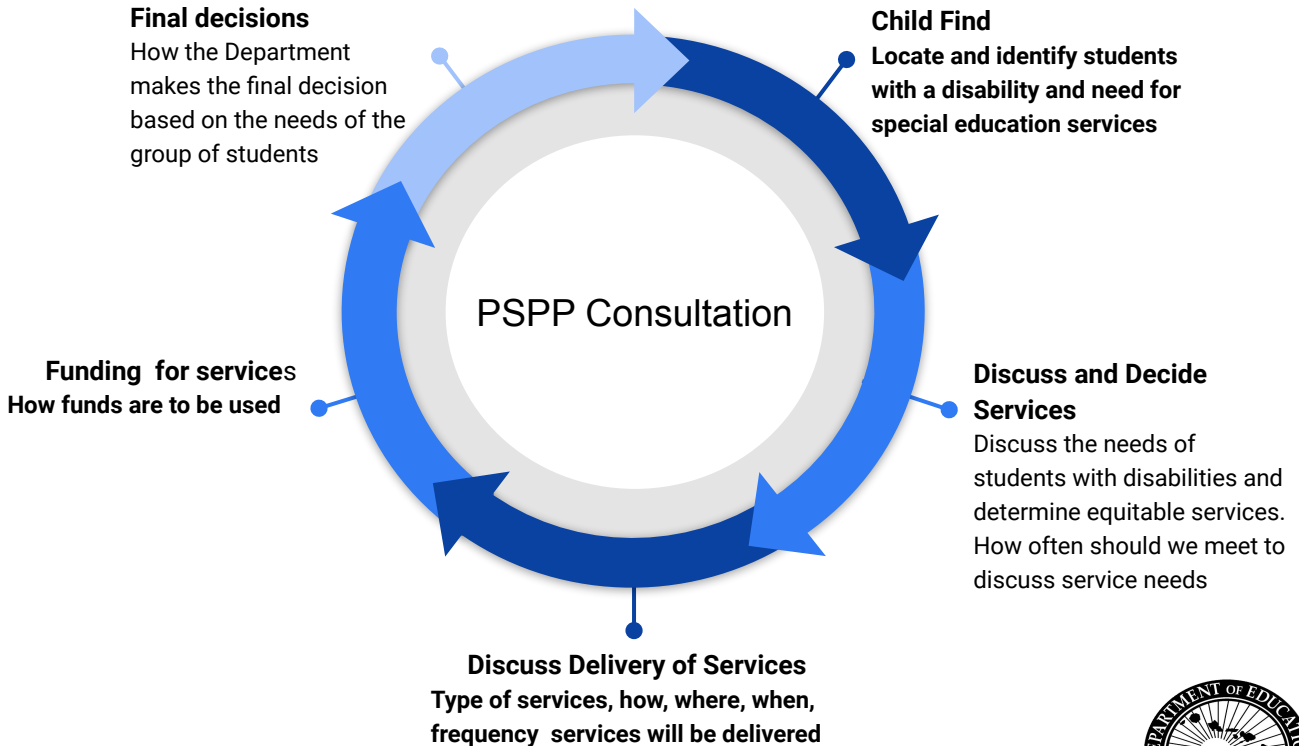 Final decisions
How the Department
makes the final decision
based on the needs of the
group of students
Child Find
Locate and identify students
with a disability and need for
special education services
PSPP Consultation
Funding for services
How funds are to be used
Discuss and Decide
Services
Discuss the needs of
students with disabilities and
determine equitable services.
How often should we meet to
discuss service needs
Discuss Delivery of Services
Type of services, how, where, when,
frequency services will be delivered
OF